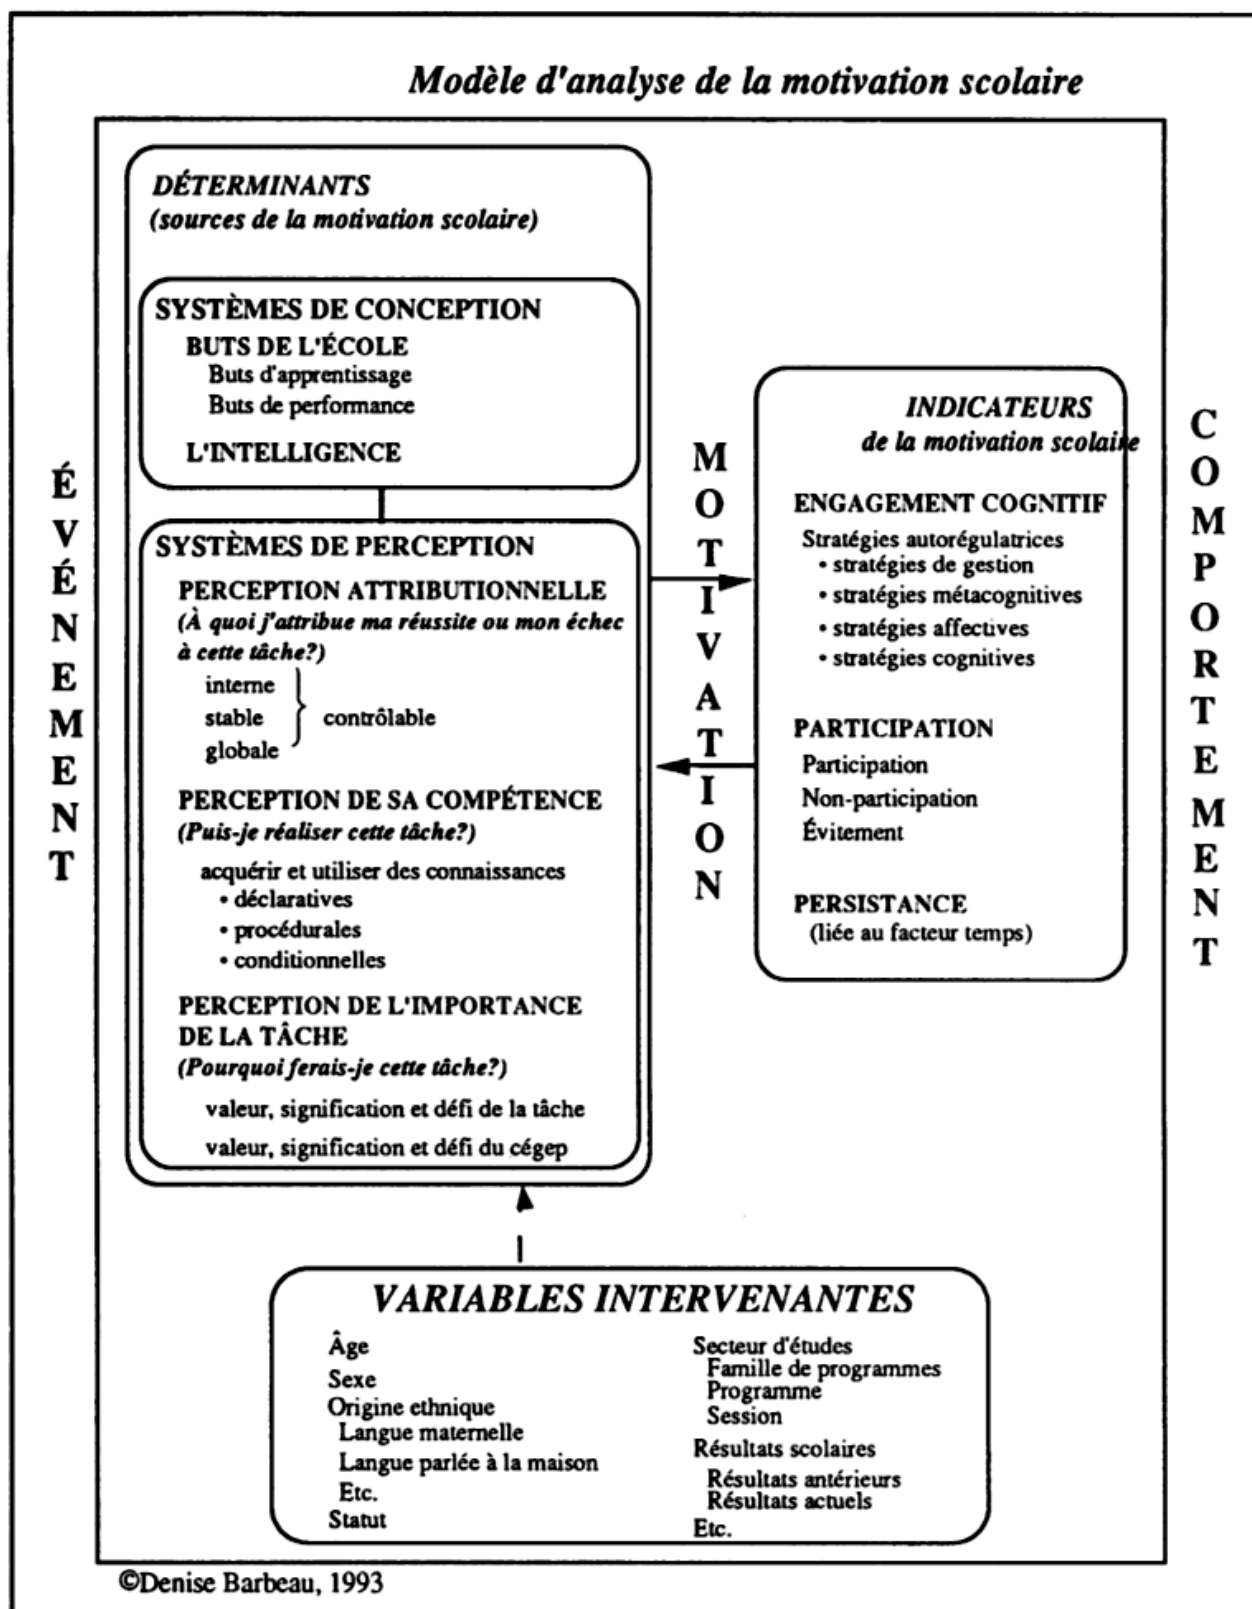 Modèle d'analyse de la motivation scolaire
ÉVÉNEMENT
DÉTERMINANTS
(sources de la motivation scolaire)
SYSTÈMES DE CONCEPTION
BUTS DE L'ÉCOLE
Buts d'apprentissage
Buts de performance
L'INTELLIGENCE
SYSTÈMES DE PERCEPTION
PERCEPTION ATTRIBUTIONNELLE
(À quoi j'attribue ma réussite ou mon échec
à cette tâche?)
interne
stable
globale
contrôlable
PERCEPTION DE SA COMPÉTENCE
(Puis-je réaliser cette tâche?)
acquérir et utiliser des connaissances
• déclaratives
• procédurales
• conditionnelles
PERCEPTION DE L'IMPORTANCE
DE LA TÂCHE
(Pourquoi ferais-je cette tâche?)
valeur, signification et défi de la tâche
valeur, signification et défi du cégep
MOTIVATION
INDICATEURS
de la motivation scolaire
ENGAGEMENT COGNITIF
Stratégies autorégulatrices
• stratégies de gestion
• stratégies métacognitives
• stratégies affectives
• stratégies cognitives
PARTICIPATION
Participation
Non-participation
Évitement
PERSISTANCE
(liée au facteur temps)
COMPORTEMENT
VARIABLES INTERVENANTES
Âge
Sexe
Origine ethnique
Langue maternelle
Langue parlée à la maison
Etc.
Statut
Secteur d'études
Famille de programmes
Programme
Session
Résultats scolaires
Résultats antérieurs
Résultats actuels
Etc.
©Denise Barbeau, 1993